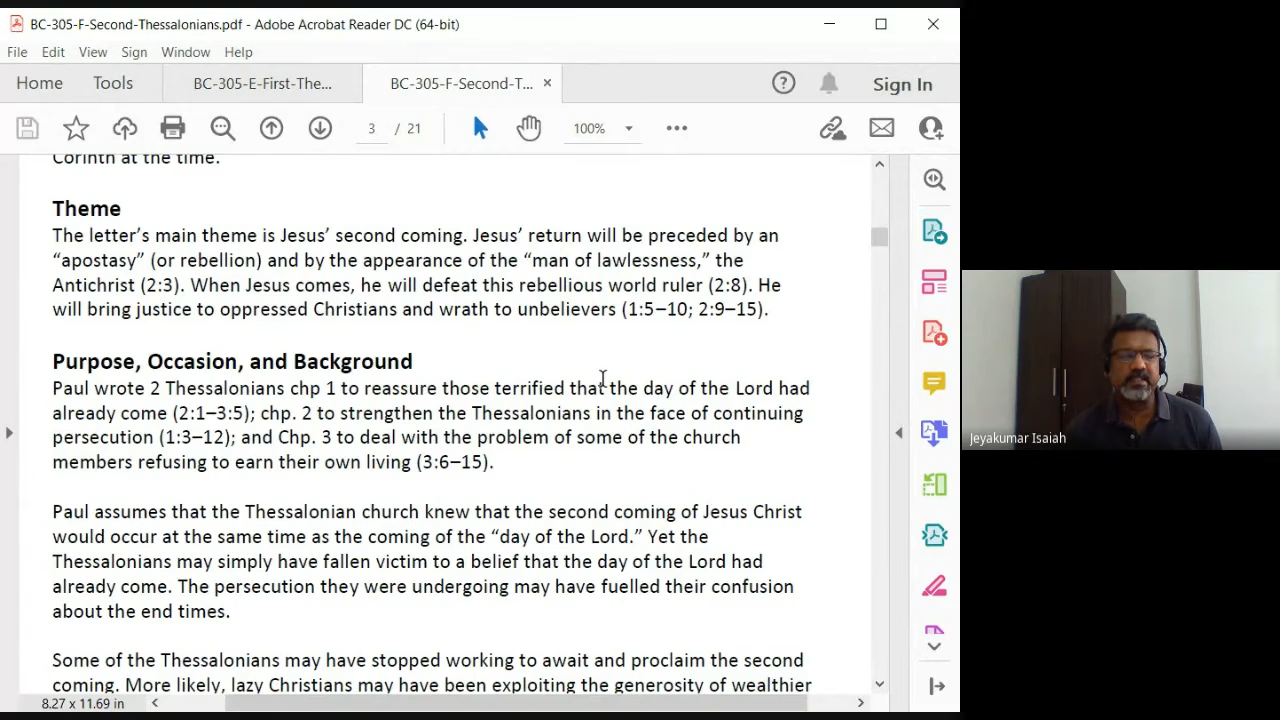 BC-305-F-Second-Thessalonians.pdf - Adobe Acrobat Reader DC (64-bit)
File Edit View Sign Window Help
Home Tools BC-305-E-First-The... BC-305-F-Second-T... × Sign In
3 / 21 100%
Corinth at the time.
Theme
The letter’s main theme is Jesus’ second coming. Jesus’ return will be preceded by an
“apostasy” (or rebellion) and by the appearance of the “man of lawlessness,” the
Antichrist (2:3). When Jesus comes, he will defeat this rebellious world ruler (2:8). He
will bring justice to oppressed Christians and wrath to unbelievers (1:5–10; 2:9–15).
Purpose, Occasion, and Background
Paul wrote 2 Thessalonians chp 1 to reassure those terrified that the day of the Lord had
already come (2:1–3:5); chp. 2 to strengthen the Thessalonians in the face of continuing
persecution (1:3–12); and Chp. 3 to deal with the problem of some of the church
members refusing to earn their own living (3:6–15).
Paul assumes that the Thessalonian church knew that the second coming of Jesus Christ
would occur at the same time as the coming of the “day of the Lord.” Yet the
Thessalonians may simply have fallen victim to a belief that the day of the Lord had
already come. The persecution they were undergoing may have fuelled their confusion
about the end times.
Some of the Thessalonians may have stopped working to await and proclaim the second
coming. More likely, lazy Christians may have been exploiting the generosity of wealthier
8.27 x 11.69 in
Jeyakumar Isaiah